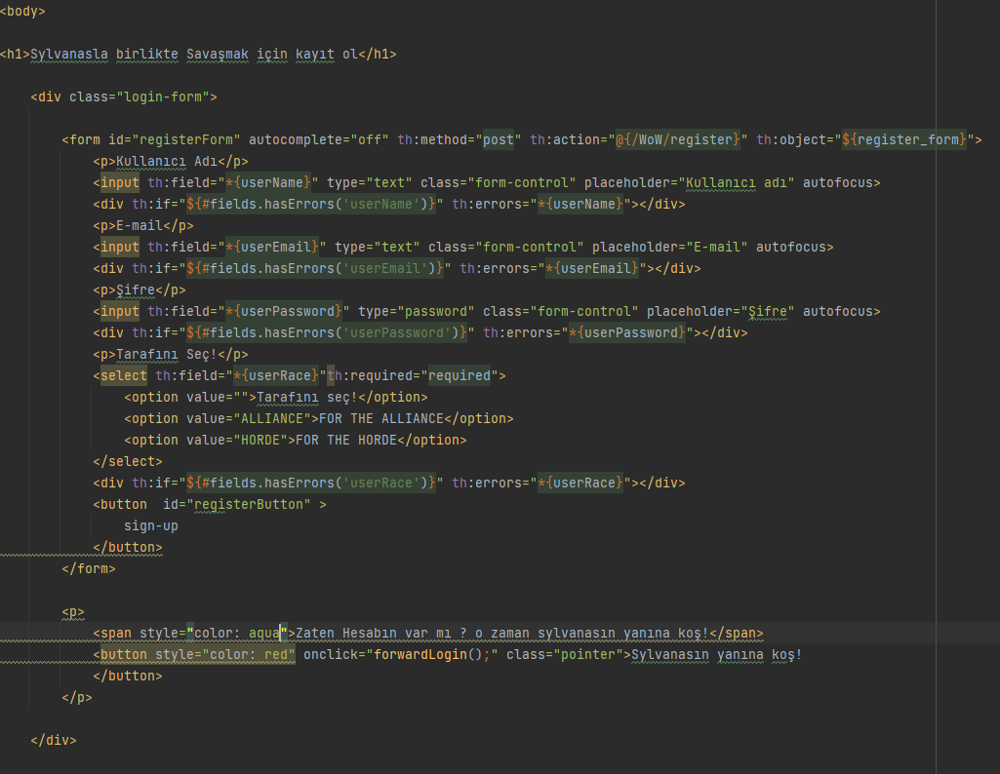 <body>
<h1>Sylvanasla birlikte Savaşmak için kayıt ol</h1>
<div class="login-form">
<form id="registerForm" autocomplete="off" th:method="post" th:action="@{/WoW/register}" th:object="${register_form}">
<p>Kullanıcı Adı</p>
<input th:field="*{userName}" type="text" class="form-control" placeholder="Kullanıcı adı" autofocus>
<div th:if="${#fields.hasErrors('userName')}" th:errors="*{userName}"></div>
<p>E-mail</p>
<input th:field="*{userEmail}" type="text" class="form-control" placeholder="E-mail" autofocus>
<div th:if="${#fields.hasErrors('userEmail')}" th:errors="*{userEmail}"></div>
<p>Şifre</p>
<input th:field="*{userPassword}" type="password" class="form-control" placeholder="Şifre" autofocus>
<div th:if="${#fields.hasErrors('userPassword')}" th:errors="*{userPassword}"></div>
<p>Tarafını Seç!</p>
<select th:field="*{userRace}"th:required="required">
<option value="">Tarafını seç!</option>
<option value="ALLIANCE">FOR THE ALLIANCE</option>
<option value="HORDE">FOR THE HORDE</option>
</select>
<div th:if="${#fields.hasErrors('userRace')}" th:errors="*{userRace}"></div>
<button  id="registerButton" >
sign-up
</button>
</form>
<p>
<span style="color: aqua">Zaten Hesabın var mı ? o zaman sylvanasın yanına koş!</span>
<button style="color: red" onclick="forwardLogin();" class="pointer">Sylvanasın yanına koş!
</button>
</p>
</div>